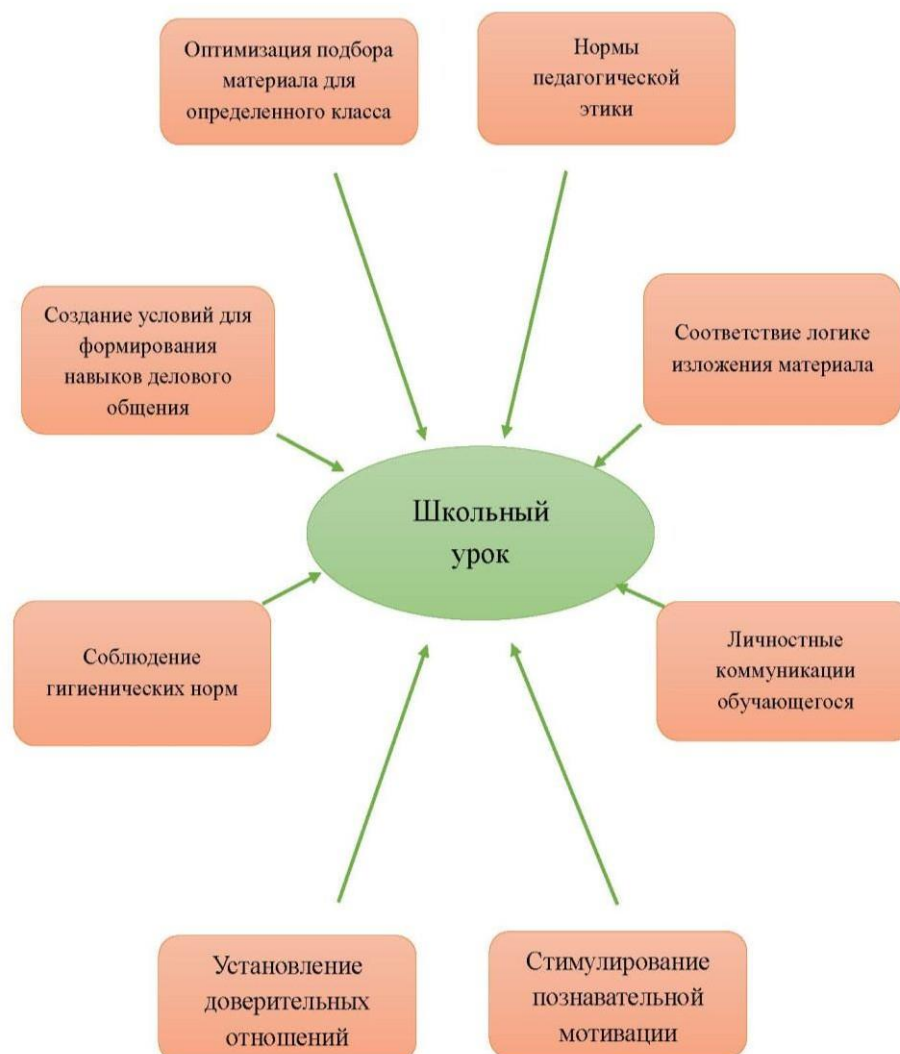 Оптимизация подбора
материала для
определенного класса
Нормы
педагогической
этики
Создание условий для
формирования
навыков делового
общения
Соответствие логике
изложения материала
Школьный
урок
Соблюдение
гигиенических норм
Личностные
коммуникации
обучающегося
Установление
доверительных
отношений
Стимулирование
познавательной
мотивации